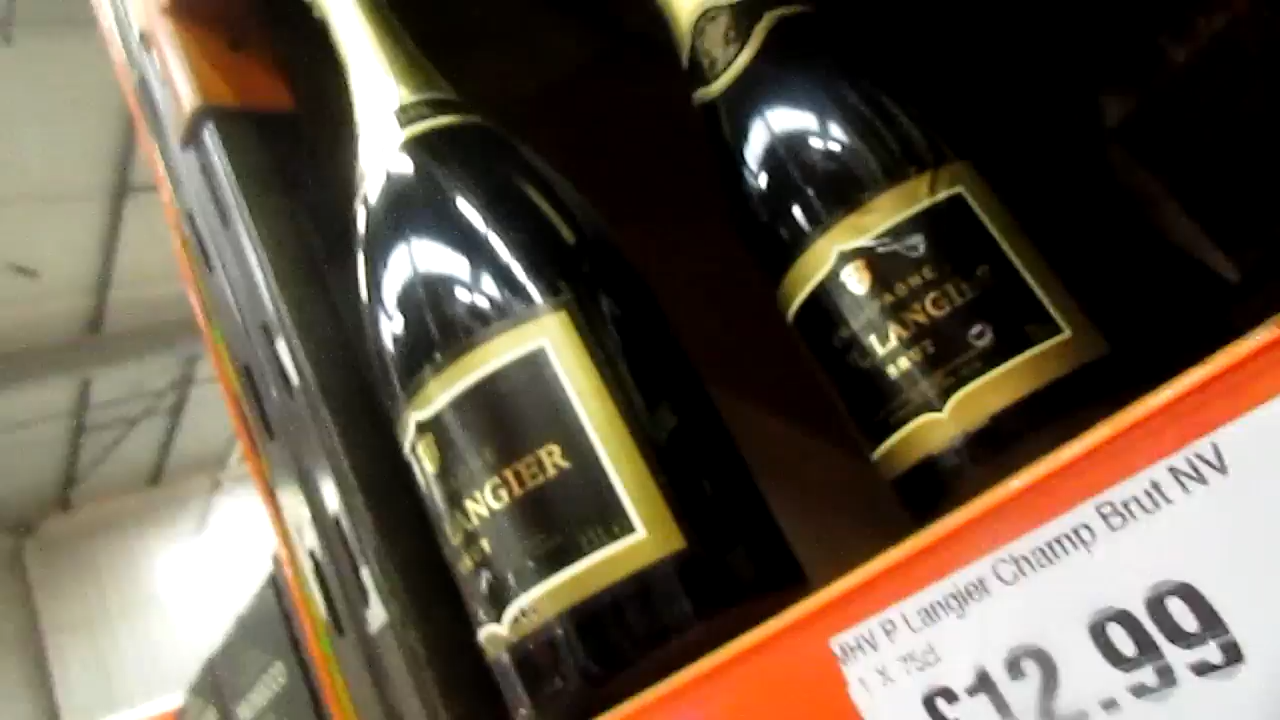 LANGIER
BRUT
LANGIER
MHV P Langier Champ Brut NV
1 X 75cl
£12.99